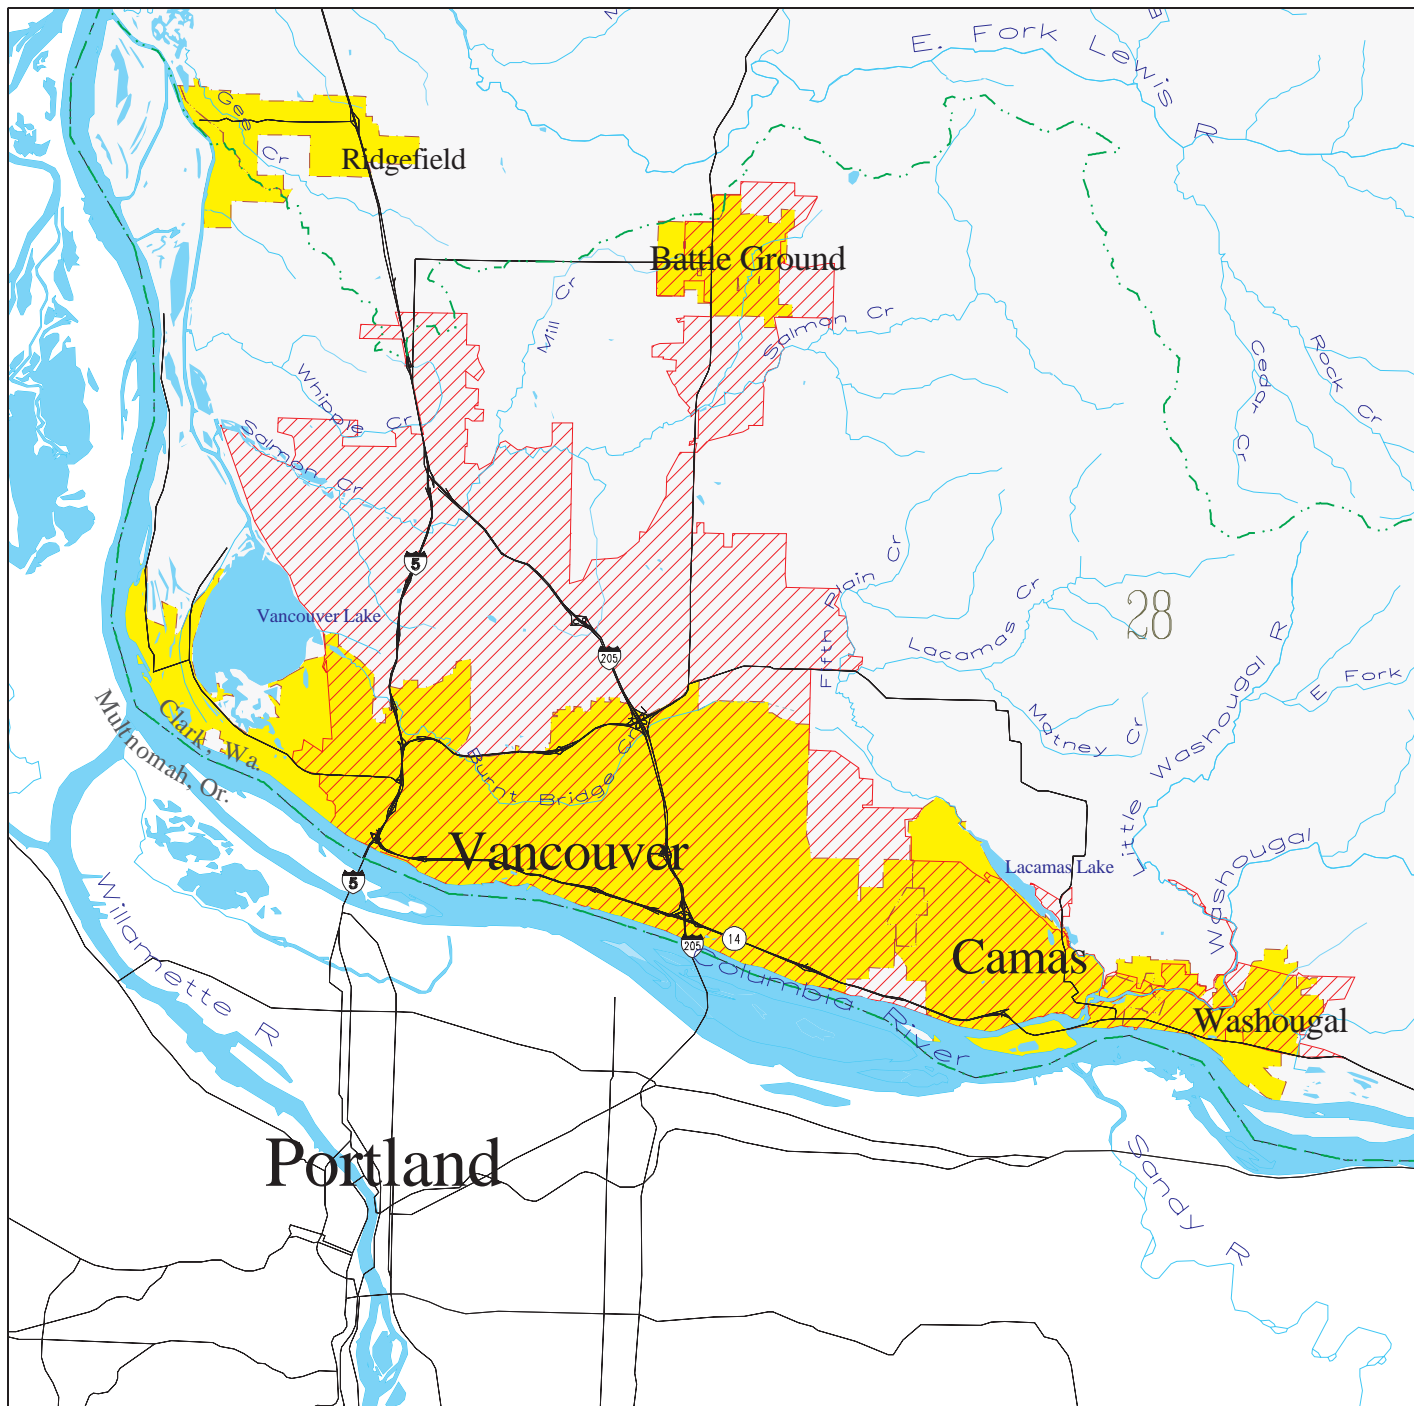 E. Fork Lewis R
Gee Cr
Ridgefield
Battle Ground
Mill Cr
Salmon Cr
Cedar Cr
Rock Cr
Whipple Cr
Salmon Cr
5
Fifth Plain Cr
Lacamas Cr
28
Vancouver Lake
205
Little Washougal R
E Fork
Matney Cr
Clark, Wa.
Multnomah, Or.
Burnt Bridge Cr
Vancouver
Washougal
Lacamas Lake
5
Willamette R
14
205
Camas
Columbia River
Washougal
Portland
Sandy R